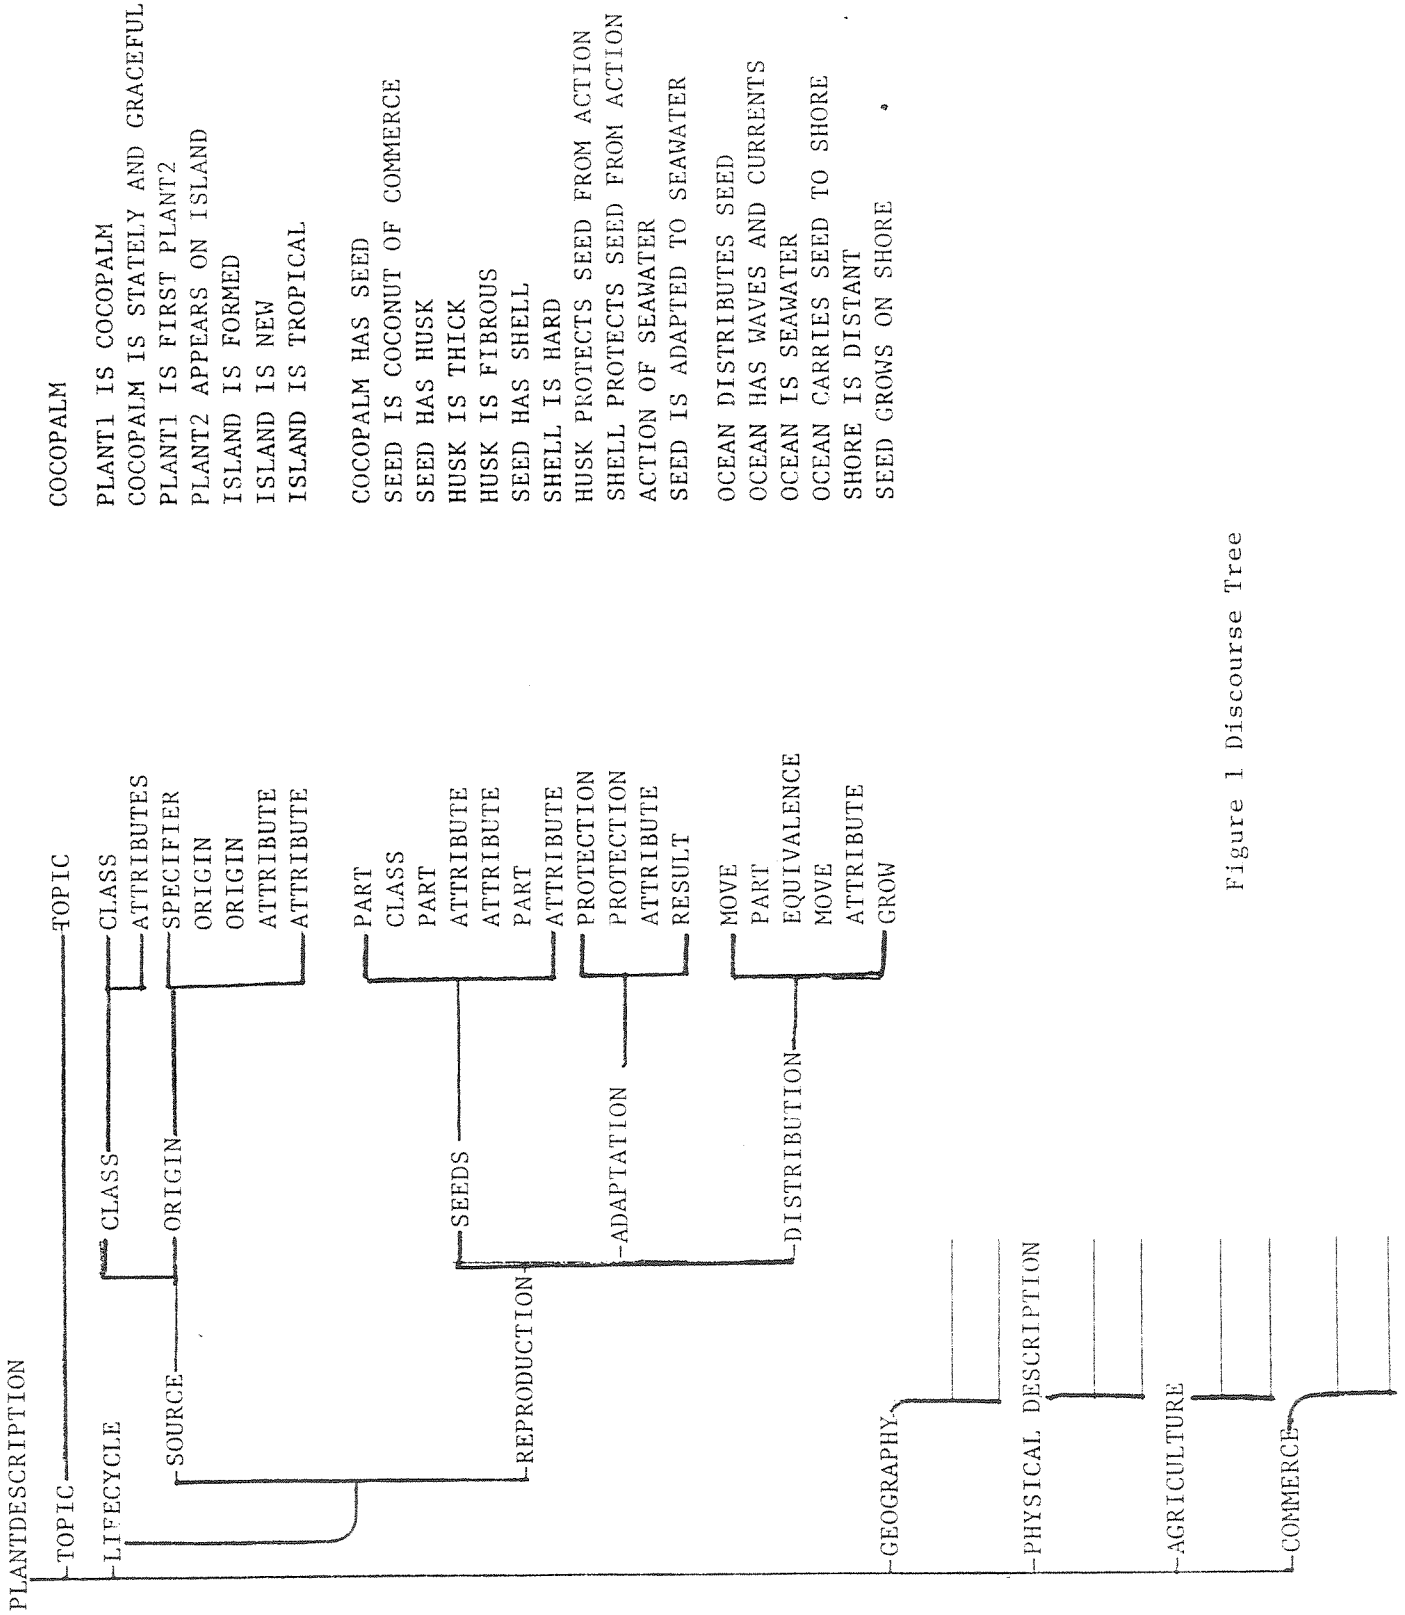 PLANTDESCRIPTION
TOPIC TOPIC COCOPALM
LIFECYCLE
CLASS CLASS PLANT1 IS COCOPALM
ATTRIBUTES COCOPALM IS STATELY AND GRACEFUL
SOURCE ORIGIN SPECIFIER PLANT1 IS FIRST PLANT2
ORIGIN PLANT2 APPEARS ON ISLAND
ORIGIN ISLAND IS FORMED
ATTRIBUTE ISLAND IS NEW
ATTRIBUTE ISLAND IS TROPICAL
PART COCOPALM HAS SEED
CLASS SEED IS COCONUT OF COMMERCE
PART SEED HAS HUSK
SEEDS ATTRIBUTE HUSK IS THICK
ATTRIBUTE HUSK IS FIBROUS
REPRODUCTION PART SEED HAS SHELL
ATTRIBUTE SHELL IS HARD
PROTECTION HUSK PROTECTS SEED FROM ACTION
ADAPTATION PROTECTION SHELL PROTECTS SEED FROM ACTION
ATTRIBUTE ACTION OF SEAWATER
RESULT SEED IS ADAPTED TO SEAWATER
MOVE OCEAN DISTRIBUTES SEED
PART OCEAN HAS WAVES AND CURRENTS
DISTRIBUTION EQUIVALENCE OCEAN IS SEAWATER
MOVE OCEAN CARRIES SEED TO SHORE
ATTRIBUTE SHORE IS DISTANT
GEOGRAPHY GROW SEED GROWS ON SHORE
PHYSICAL DESCRIPTION
AGRICULTURE
COMMERCE
Figure 1 Discourse Tree